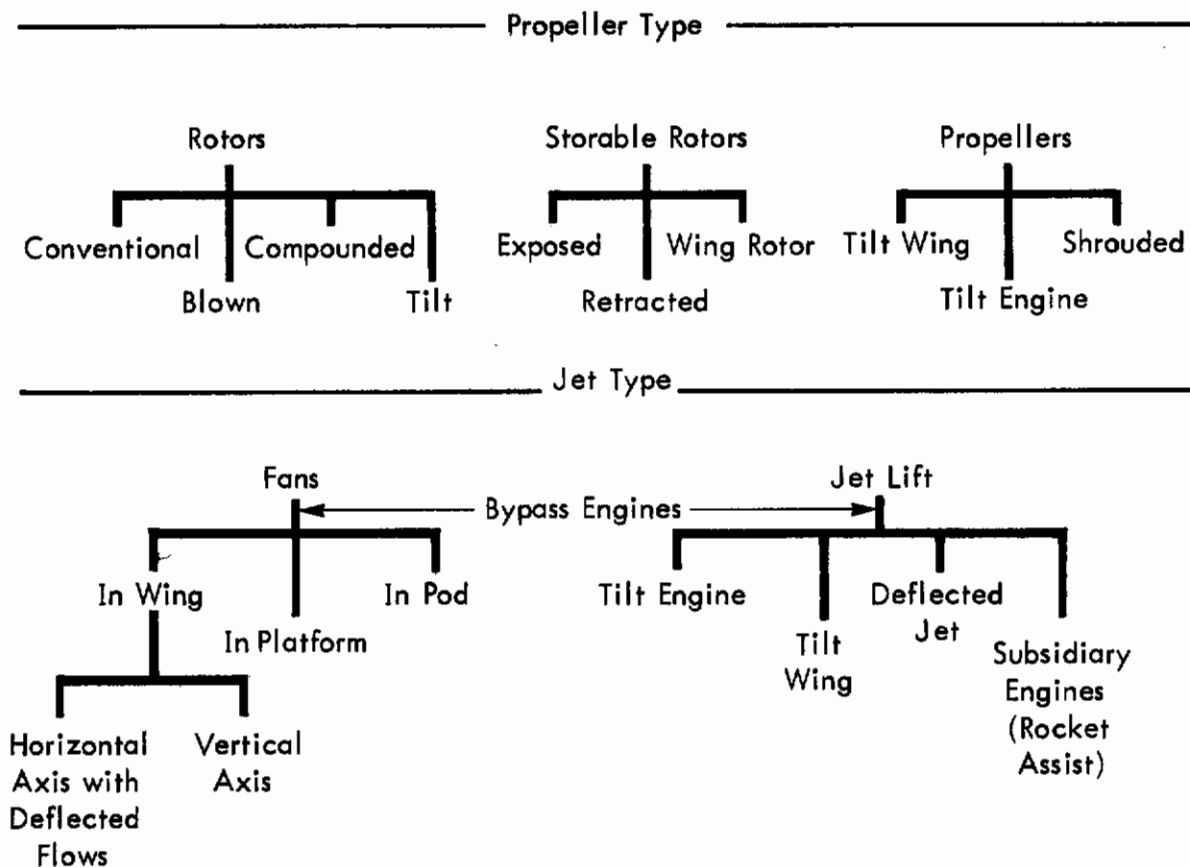 Propeller Type
Rotors
Storable Rotors
Propellers
Conventional
Compounded
Exposed
Wing Rotor
Tilt Wing
Shrouded
Blown
Tilt
Retracted
Tilt Engine
Jet Type
Fans
Jet Lift
Bypass Engines
In Wing
In Pod
Tilt Engine
Deflected
Jet
In Platform
Tilt
Wing
Subsidiary
Engines
(Rocket
Assist)
Horizontal
Axis with
Deflected
Flows
Vertical
Axis